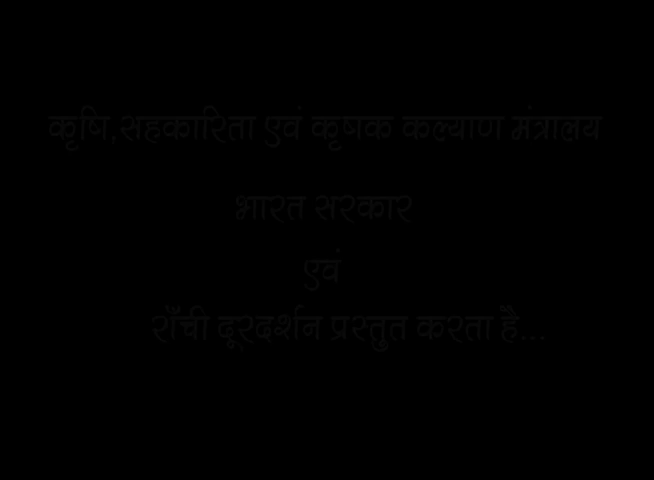 कृषि,सहकारिता एवं कृषक कल्याण मंत्रालय
भारत सरकार
एवं
राँची दूरदर्शन प्रस्तुत करता है...